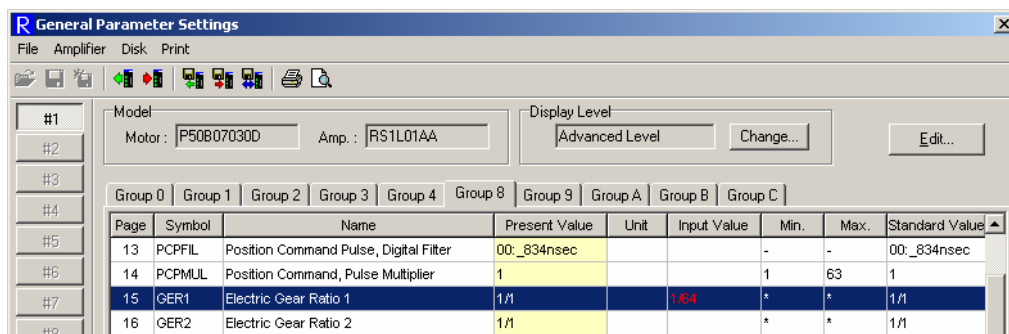 R General Parameter Settings
File Amplifier Disk Print
#1
#2
#3
#4
#5
#6
#7
#8
Model
Motor : P50B07030D Amp. : RS1L01AA
Display Level
Advanced Level Change...
Edit...
Group 0 Group 1 Group 2 Group 3 Group 4 Group 8 Group 9 Group A Group B Group C
Page Symbol Name Present Value Unit Input Value Min. Max. Standard Value
13 PCPFIL Position Command Pulse, Digital Filter 00:_834nsec - - 00:_834nsec
14 PCPMUL Position Command, Pulse Multiplier 1 1 63 1
15 GER1 Electric Gear Ratio 1 1/1 1/64 * * 1/1
16 GER2 Electric Gear Ratio 2 1/1 * * 1/1